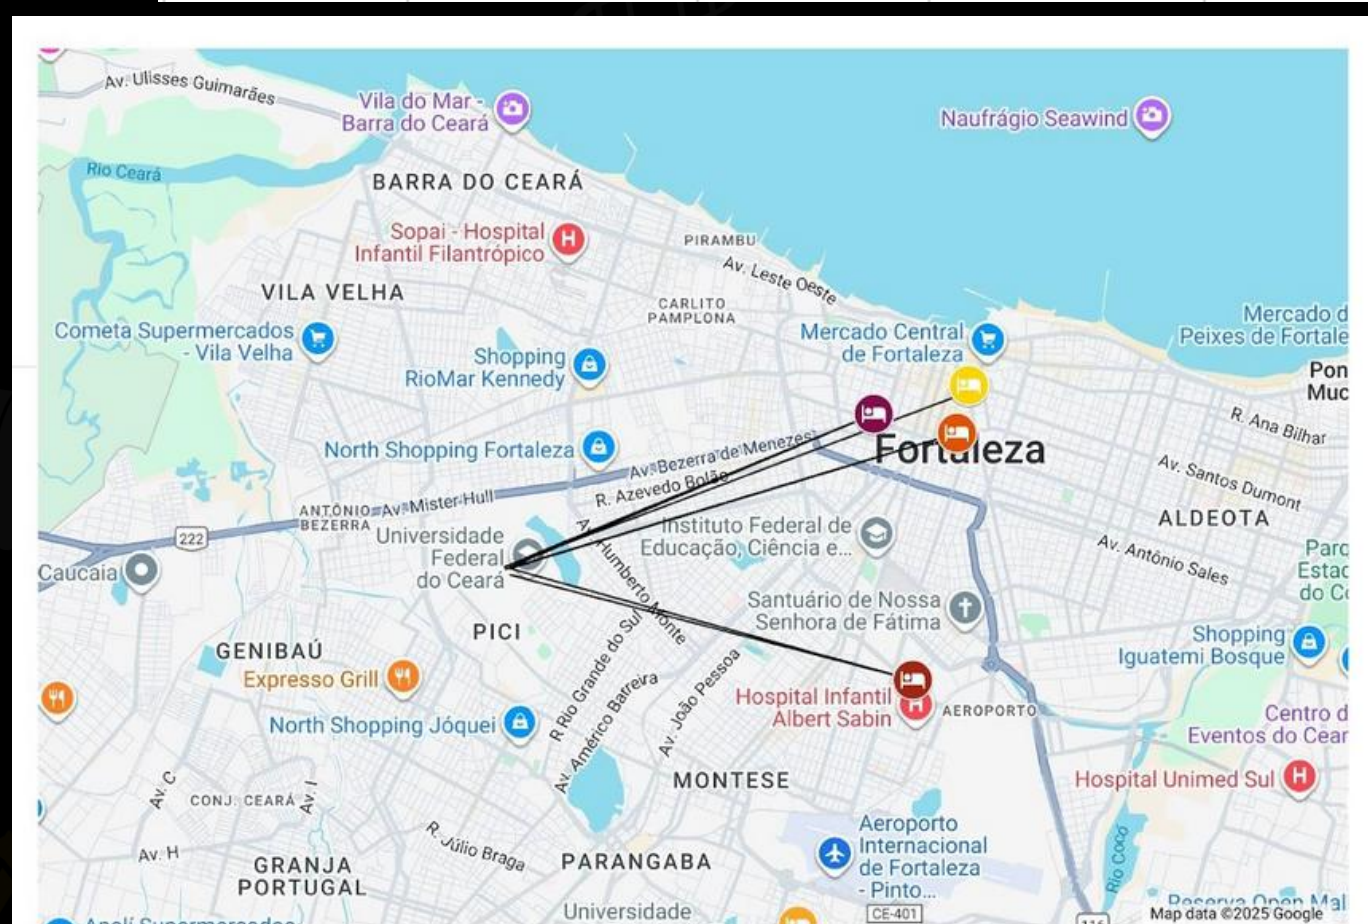 Av. Ulisses Guimarães
Vila do Mar -
Barra do Ceará
Naufrágio Seawind
Rio Ceará
BARRA DO CEARÁ
Sopai - Hospital
Infantil Filantrópico
PIRAMBU
Av. Leste Oeste
VILA VELHA
CARLITO
PAMPLONA
Cometa Supermercados
- Vila Velha
Mercado Central
de Fortaleza
Mercado d
Peixes de Fortale
Shopping
RioMar Kennedy
Pon
Muc
R. Ana Bilhar
North Shopping Fortaleza
Av. Bezerra de Menezes
Fortaleza
R. Azevedo Bolão
Av. Santos Dumont
ANTÔNIO
BEZERRA
Av. Mister Hull
ALDEOTA
222
Universidade
Federal
do Ceará
Instituto Federal de
Educação, Ciência e...
Av. Humberto Monte
Av. Antônio Sales
Parq
Estac
do Co
Caucaia
Santuário de Nossa
Senhora de Fátima
PICI
GENIBAÚ
Shopping
Iguatemi Bosque
Expresso Grill
R Rio Grande do Sul
Av. Américo Barreira
Av. João Pessoa
Hospital Infantil
Albert Sabin
AEROPORTO
North Shopping Jóquei
Centro d
Eventos do Cear
MONTESE
Hospital Unimed Sul
Av. C
CONJ. CEARÁ
Av. I
Av. H
R. Júlio Braga
Aeroporto
Internacional
de Fortaleza
- Pinto...
GRANJA
PORTUGAL
PARANGABA
Rio Cocó
Universidade
CE-401
116
Reserva Open Mal
Map data ©2025 Google